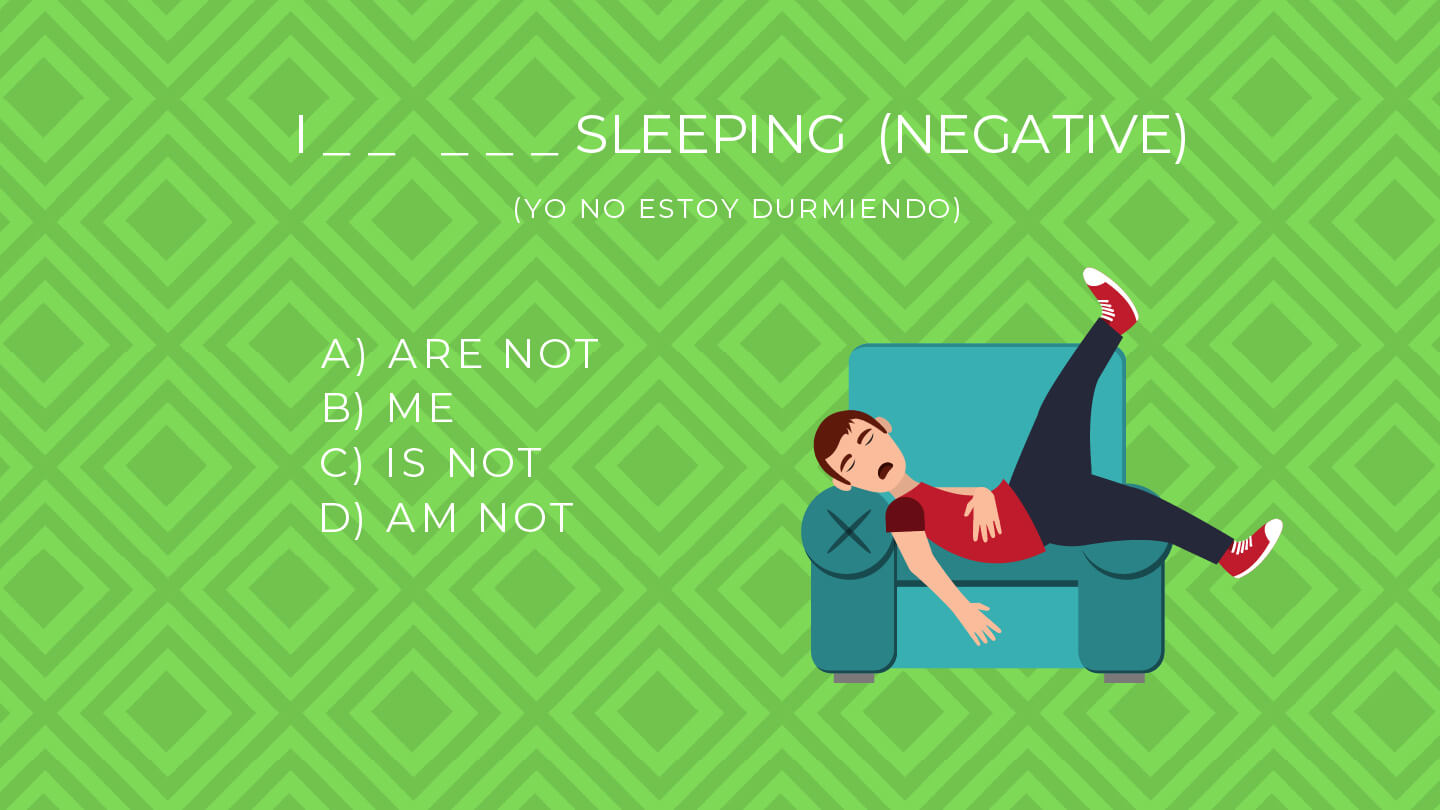 I _ _  _ _ _ SLEEPING (NEGATIVE)
(YO NO ESTOY DURMIENDO)
A) ARE NOT
B) ME
C) IS NOT
D) AM NOT